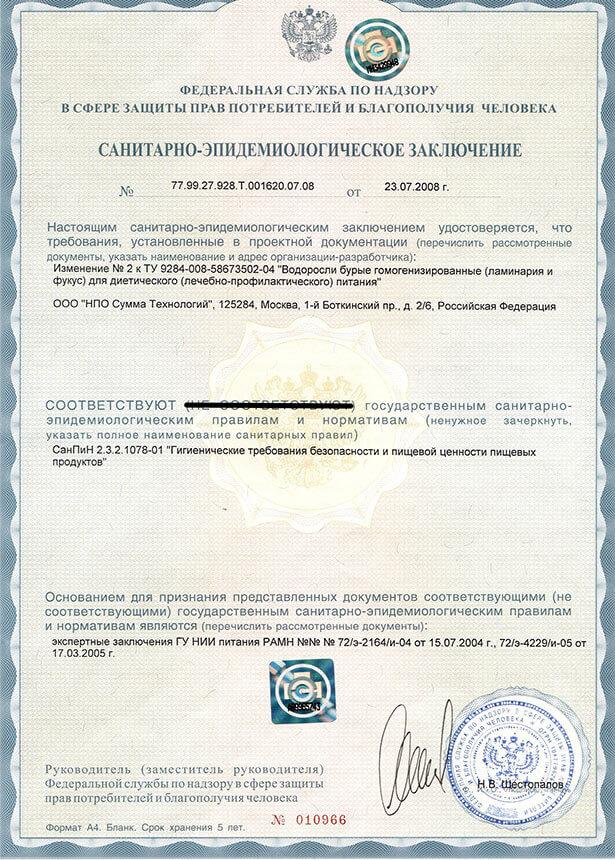 ФЕДЕРАЛЬНАЯ СЛУЖБА ПО НАДЗОРУ
В СФЕРЕ ЗАЩИТЫ ПРАВ ПОТРЕБИТЕЛЕЙ И БЛАГОПОЛУЧИЯ ЧЕЛОВЕКА
САНИТАРНО-ЭПИДЕМИОЛОГИЧЕСКОЕ ЗАКЛЮЧЕНИЕ
№ 77.99.27.928.Т.001620.07.08 от 23.07.2008 г.
Настоящим санитарно-эпидемиологическим заключением удостоверяется, что
требования, установленные в проектной документации (перечислить рассмотренные
документы, указать наименование и адрес организации-разработчика):
Изменение № 2 к ТУ 9284-008-58673502-04 "Водоросли бурые гомогенизированные (ламинария и
фукус) для диетического (лечебно-профилактического) питания"
ООО "НПО Сумма Технологий", 125284, Москва, 1-й Боткинский пр., д. 2/6, Российская Федерация
СООТВЕТСТВУЮТ (НЕ СООТВЕТСТВУЮТ) государственным санитарно-
эпидемиологическим правилам и нормативам (ненужное зачеркнуть,
указать полное наименование санитарных правил)
СанПиН 2.3.2.1078-01 "Гигиенические требования безопасности и пищевой ценности пищевых
продуктов"
Основанием для признания представленных документов соответствующими (не
соответствующими) государственным санитарно-эпидемиологическим правилам
и нормативам являются (перечислить рассмотренные документы):
экспертные заключения ГУ НИИ питания РАМН №№№ 72/э-2164/и-04 от 15.07.2004 г., 72/э-4229/и-05 от
17.03.2005 г.
Руководитель (заместитель руководителя)
Федеральной службы по надзору в сфере защиты
прав потребителей и благополучия человека
Н.В. Шестопалов
Формат А4. Бланк. Срок хранения 5 лет.
№ 010966